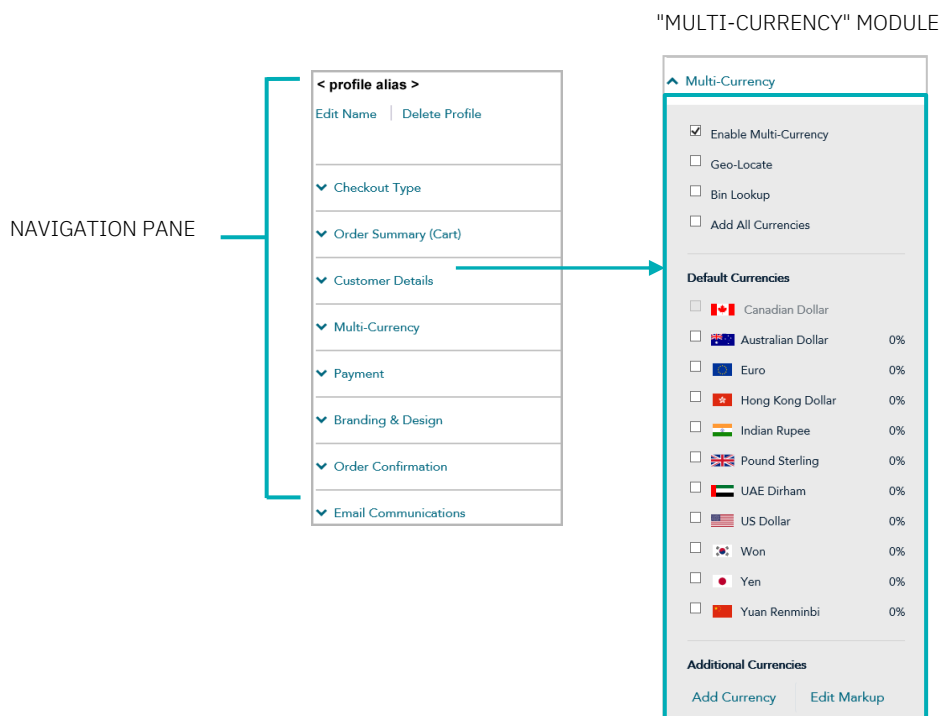 "MULTI-CURRENCY" MODULE
NAVIGATION PANE
< profile alias >
Edit Name Delete Profile
Checkout Type
Order Summary (Cart)
Customer Details
Multi-Currency
Payment
Branding & Design
Order Confirmation
Email Communications
Multi-Currency
Enable Multi-Currency
Geo-Locate
Bin Lookup
Add All Currencies
Default Currencies
Canadian Dollar
Australian Dollar 0%
Euro 0%
Hong Kong Dollar 0%
Indian Rupee 0%
Pound Sterling 0%
UAE Dirham 0%
US Dollar 0%
Won 0%
Yen 0%
Yuan Renminbi 0%
Additional Currencies
Add Currency Edit Markup